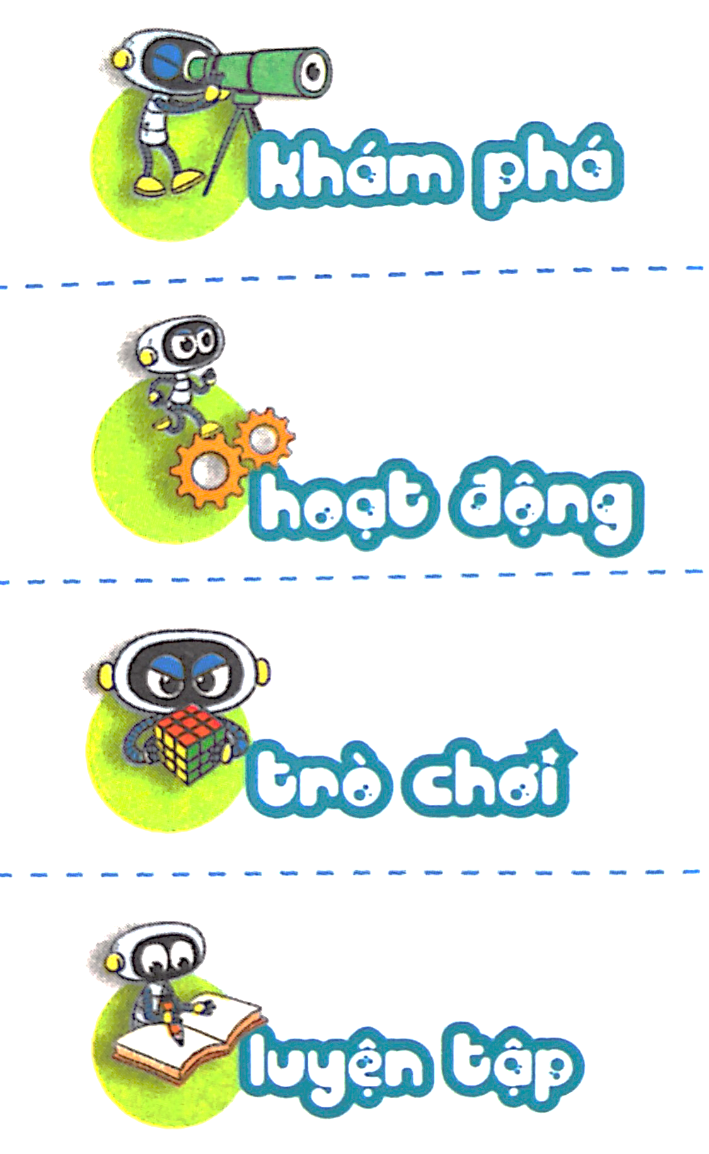 khám phá
hoạt động
trò chơi
luyện tập